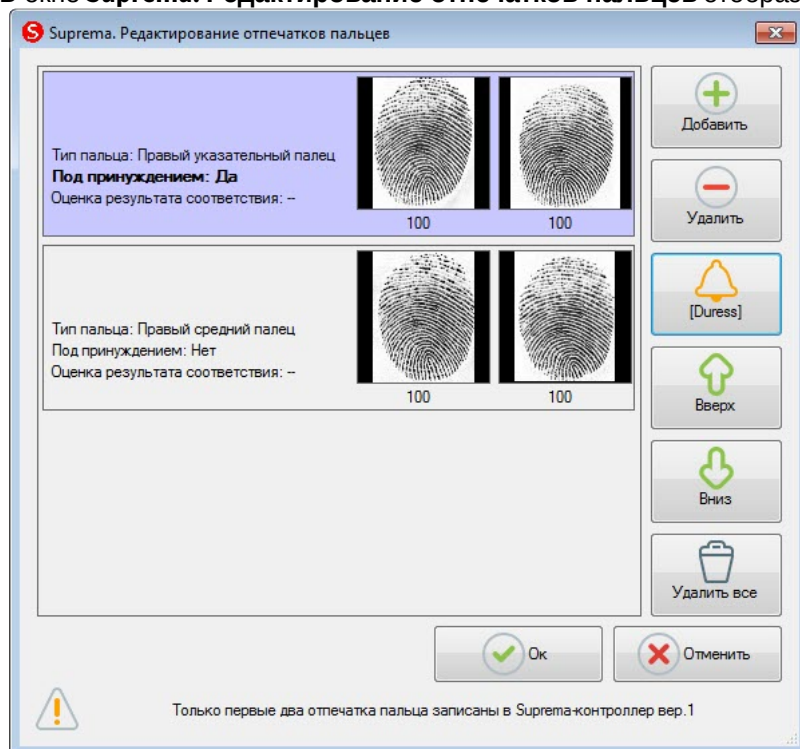 Suprema. Редактирование отпечатков пальцев
Тип пальца: Правый указательный палец
Под принуждением: Да
Оценка результата соответствия: --
100 100
Тип пальца: Правый средний палец
Под принуждением: Нет
Оценка результата соответствия: --
100 100
Добавить
Удалить
[Duress]
Вверх
Вниз
Удалить все
Ок Отменить
Только первые два отпечатка пальца записаны в Suprema-контроллер вер.1